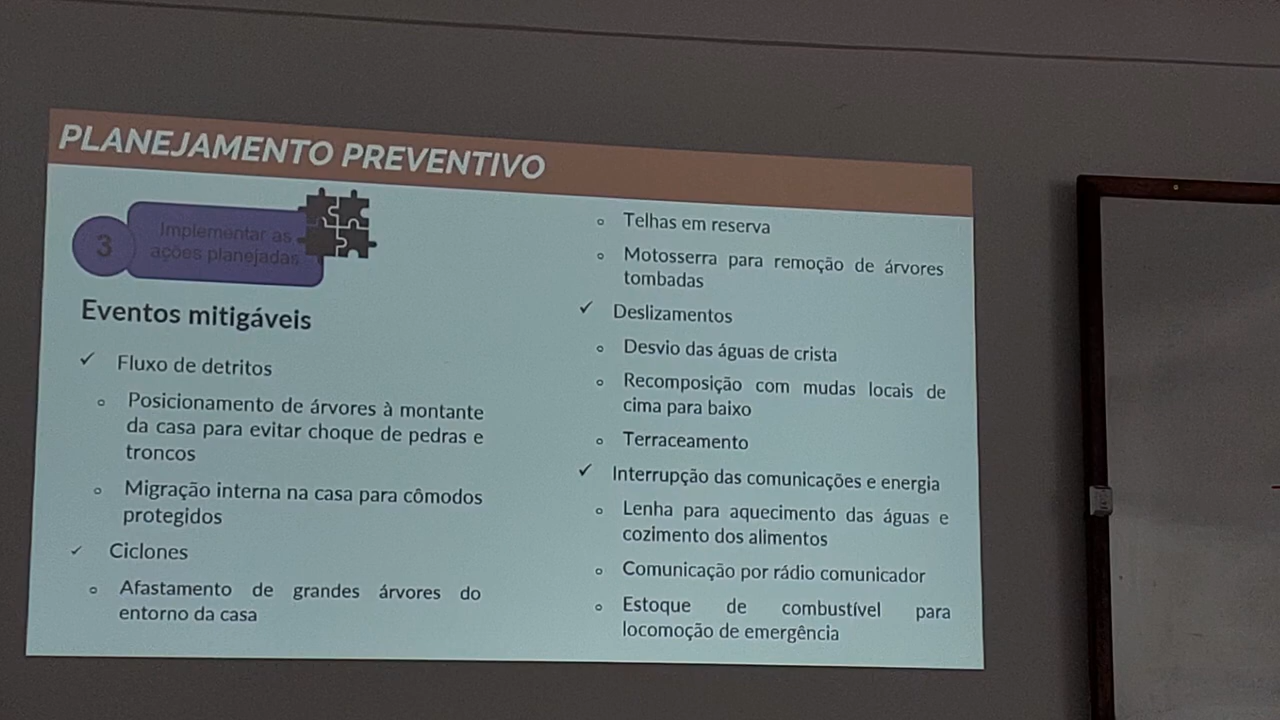 PLANEJAMENTO PREVENTIVO
3
Implementar as
ações planejadas
Eventos mitigáveis
✓ Fluxo de detritos
o Posicionamento de árvores à montante
da casa para evitar choque de pedras e
troncos
o Migração interna na casa para cômodos
protegidos
✓ Ciclones
o Afastamento de grandes árvores do
entorno da casa
o Telhas em reserva
o Motosserra para remoção de árvores
tombadas
✓ Deslizamentos
o Desvio das águas de crista
o Recomposição com mudas locais de
cima para baixo
o Terraceamento
✓ Interrupção das comunicações e energia
o Lenha para aquecimento das águas e
cozimento dos alimentos
o Comunicação por rádio comunicador
o Estoque de combustível para
locomoção de emergência